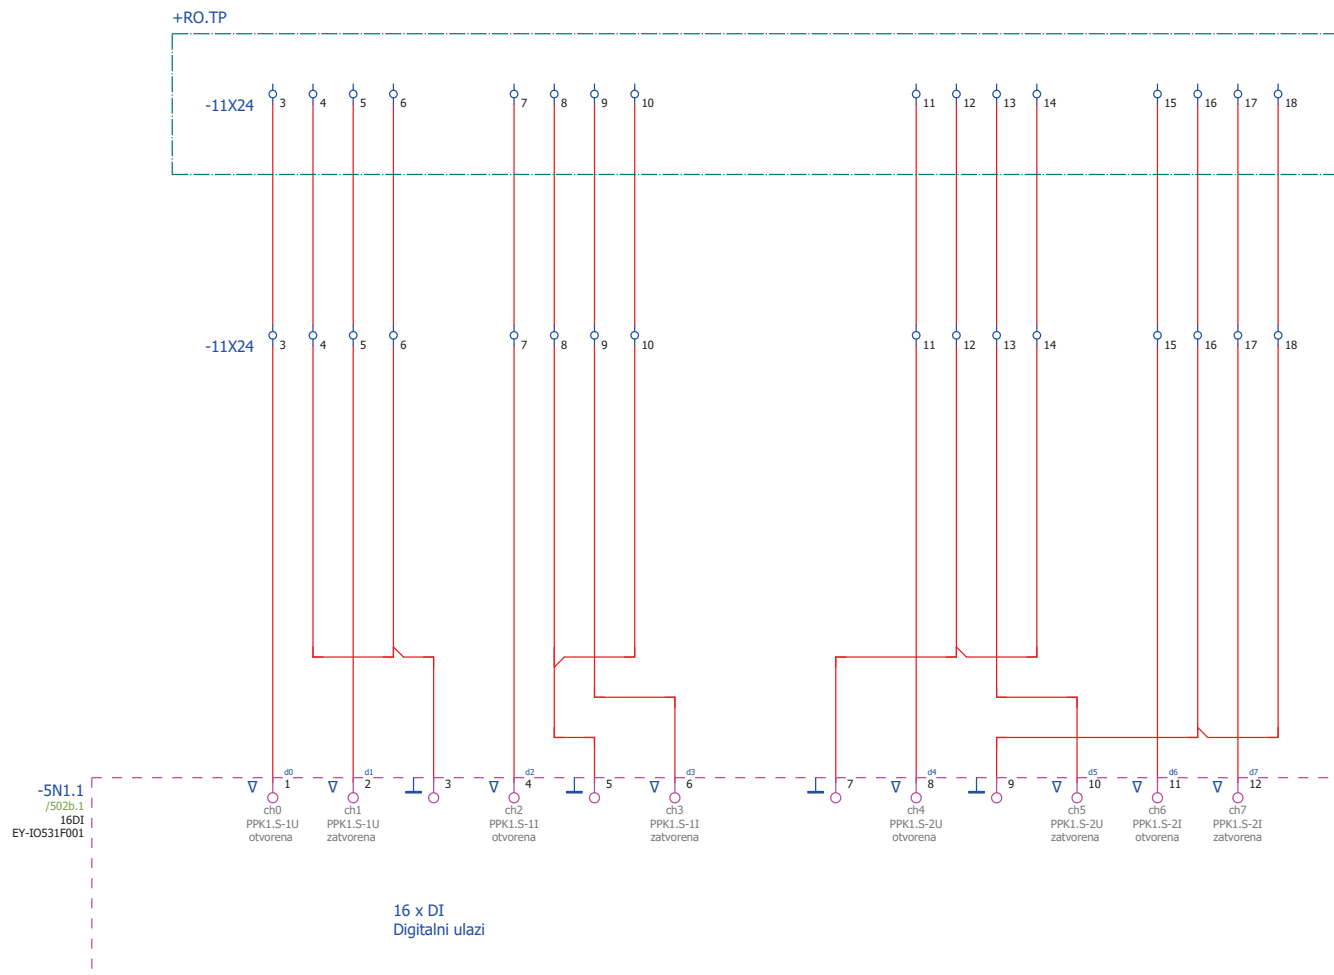 +RO.TP
-11X24
3 4 5 6 7 8 9 10 11 12 13 14 15 16 17 18
-11X24
3 4 5 6 7 8 9 10 11 12 13 14 15 16 17 18
d0 d1 d2 d3 d4 d5 d6 d7
-5N1.1
1 2 3 4 5 6 7 8 9 10 11 12
/502b.1
16DI
EY-IO531F001
ch0 ch1 ch2 ch3 ch4 ch5 ch6 ch7
PPK1.S-1U PPK1.S-1U PPK1.S-1I PPK1.S-1I PPK1.S-2U PPK1.S-2U PPK1.S-2I PPK1.S-2I
otvorena zatvorena otvorena zatvorena otvorena zatvorena otvorena zatvorena
16 x DI
Digitalni ulazi